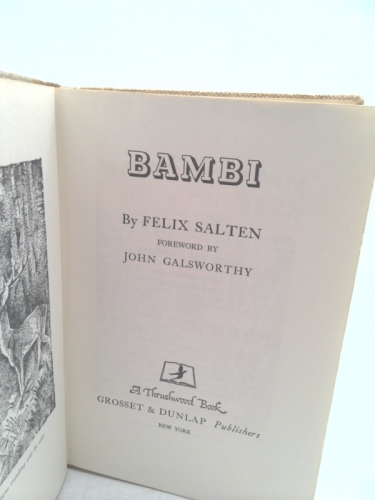 BAMBI
By FELIX SALTEN
FOREWORD BY
JOHN GALSWORTHY
A Thrushwood Book
GROSSET & DUNLAP Publishers
NEW YORK